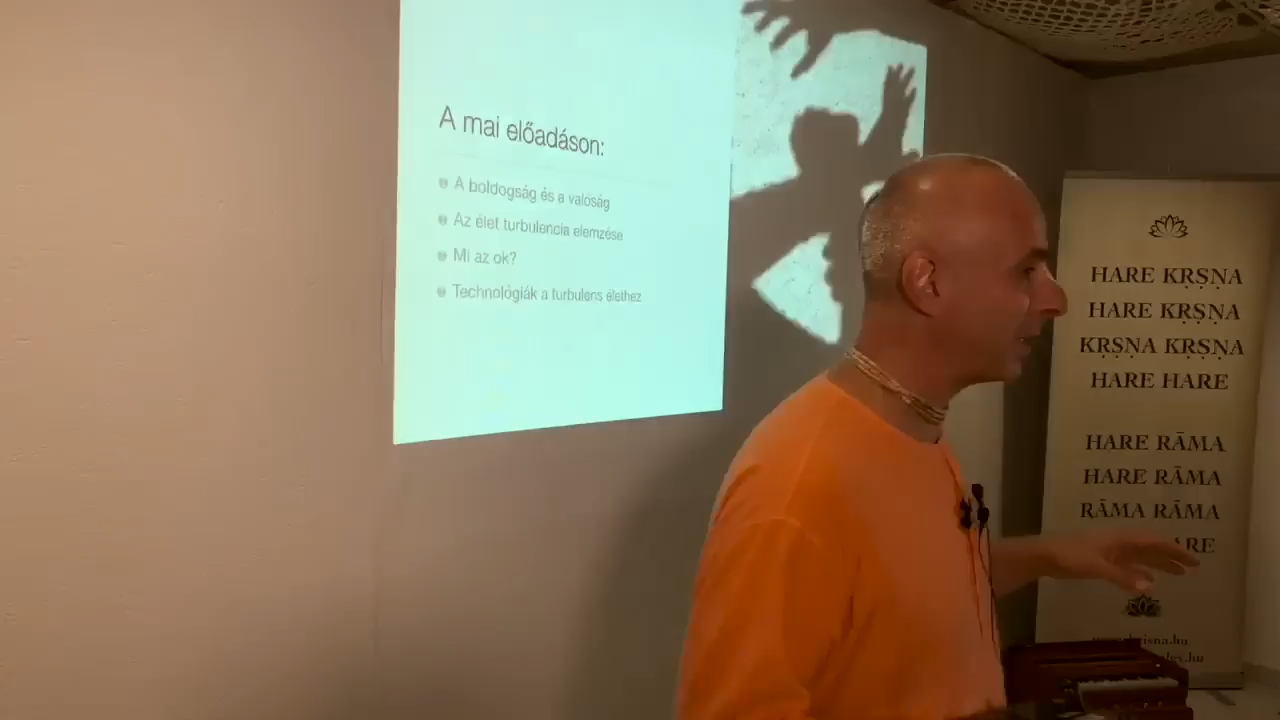 A mai előadáson:
A boldogság és a valóság
Az élet turbulencia elemzése
Mi az ok?
Technológiák a turbulens élethez
HARE KṚṢṆA
HARE KṚṢṆA
KṚṢṆA KṚṢṆA
HARE HARE
HARE RĀMA
HARE RĀMA
RĀMA RĀMA